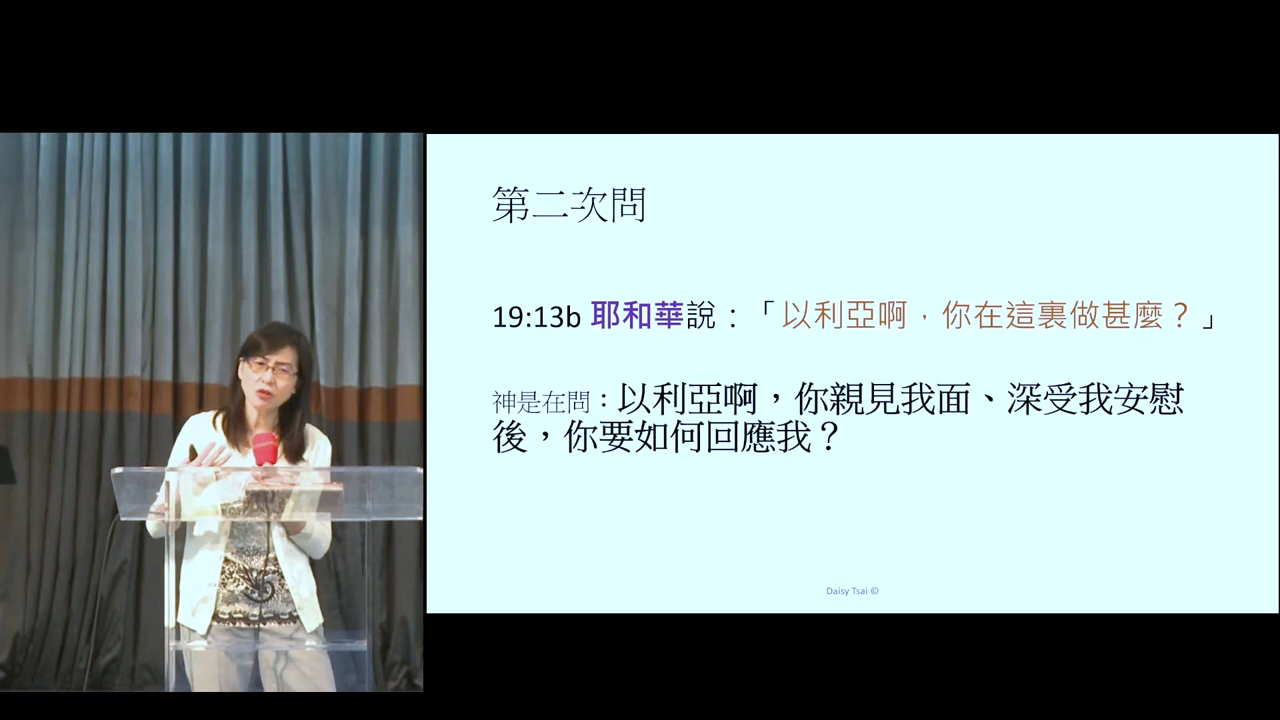 第二次問
19:13b 耶和華說：「以利亞啊，你在這裏做甚麼？」
神是在問：以利亞啊，你親見我面、深受我安慰
後，你要如何回應我？
Daisy Tsai ©